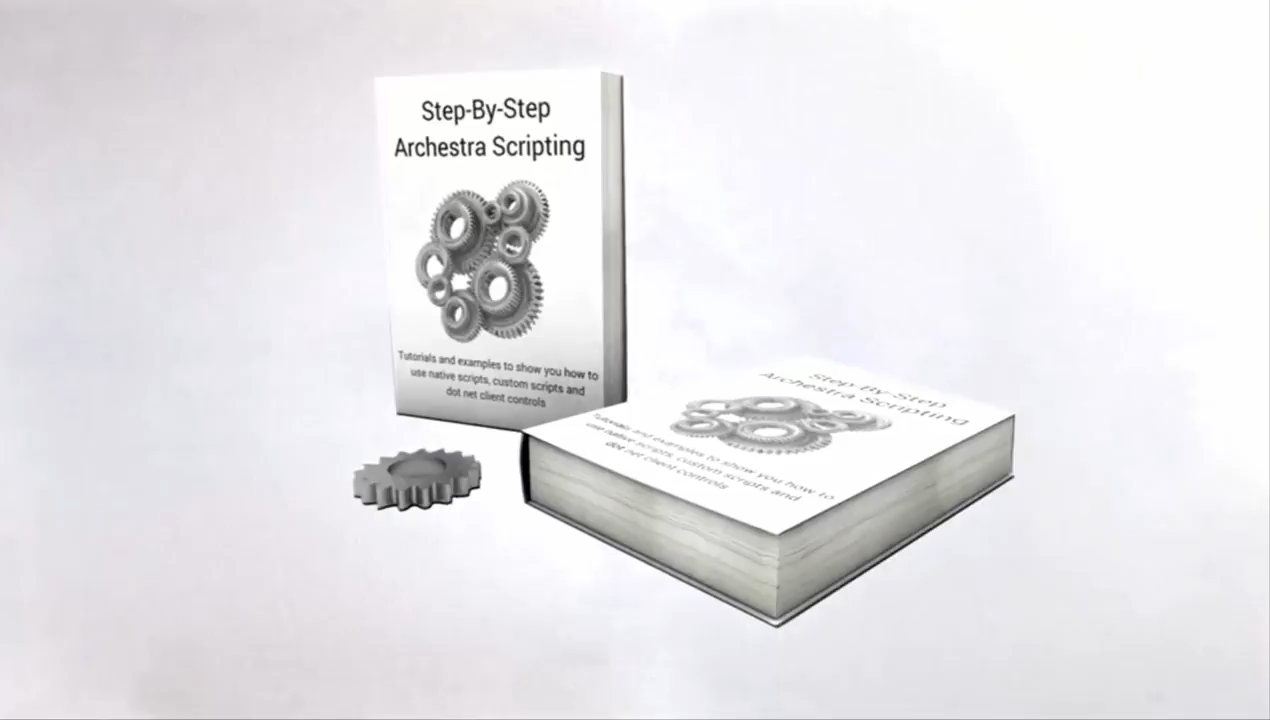 Step-By-Step
Archestra Scripting
Tutorials and examples to show you how to
use native scripts, custom scripts and
dot net client controls
Step-By-Step
Archestra Scripting
Tutorials and examples to show you how to
use native scripts, custom scripts and
dot net client controls